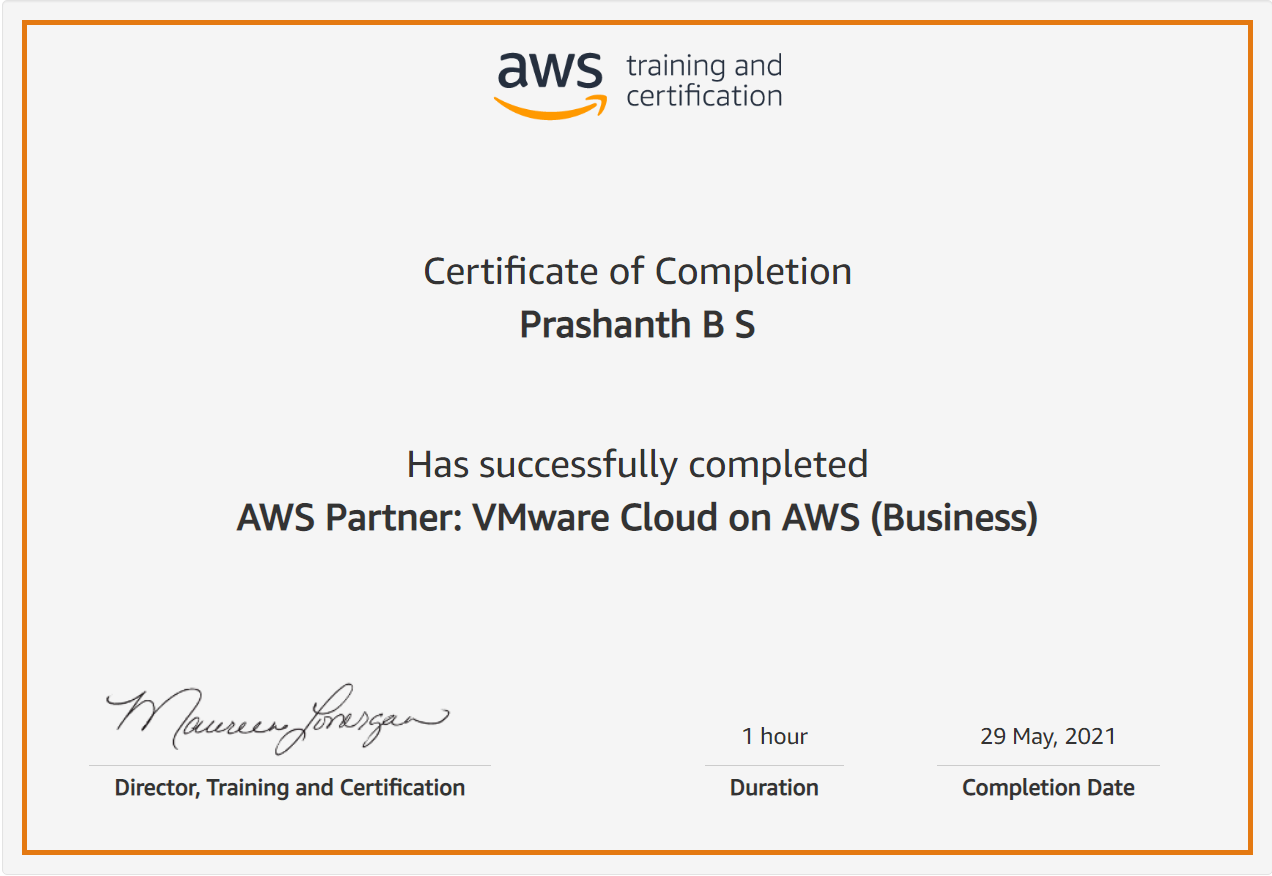 aws training and
certification
Certificate of Completion
Prashanth B S
Has successfully completed
AWS Partner: VMware Cloud on AWS (Business)
Maureen Lonergan
1 hour
29 May, 2021
Director, Training and Certification
Duration
Completion Date